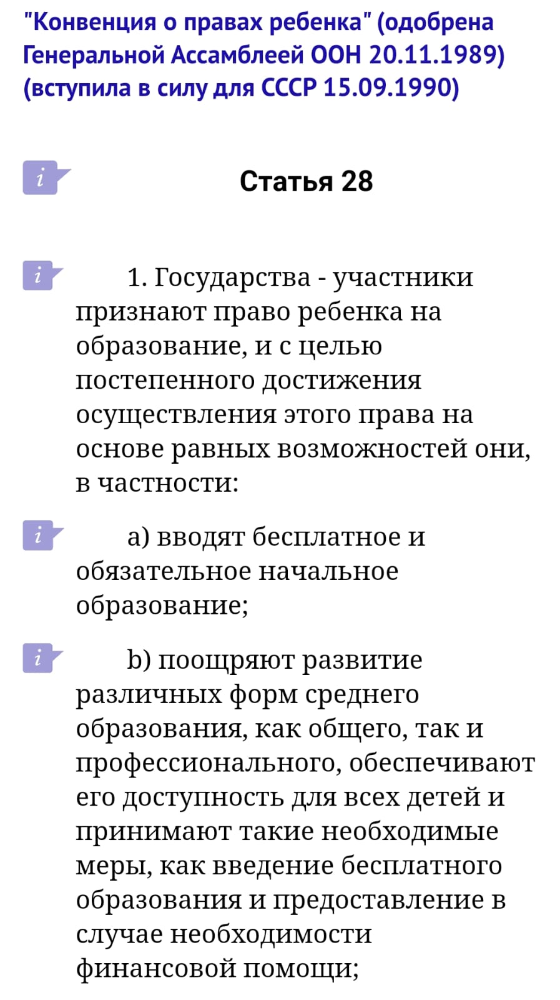 "Конвенция о правах ребенка" (одобрена
Генеральной Ассамблеей ООН 20.11.1989)
(вступила в силу для СССР 15.09.1990)
i
Статья 28
i
1. Государства - участники
признают право ребенка на
образование, и с целью
постепенного достижения
осуществления этого права на
основе равных возможностей они,
в частности:
i
a) вводят бесплатное и
обязательное начальное
образование;
i
b) поощряют развитие
различных форм среднего
образования, как общего, так и
профессионального, обеспечивают
его доступность для всех детей и
принимают такие необходимые
меры, как введение бесплатного
образования и предоставление в
случае необходимости
финансовой помощи;